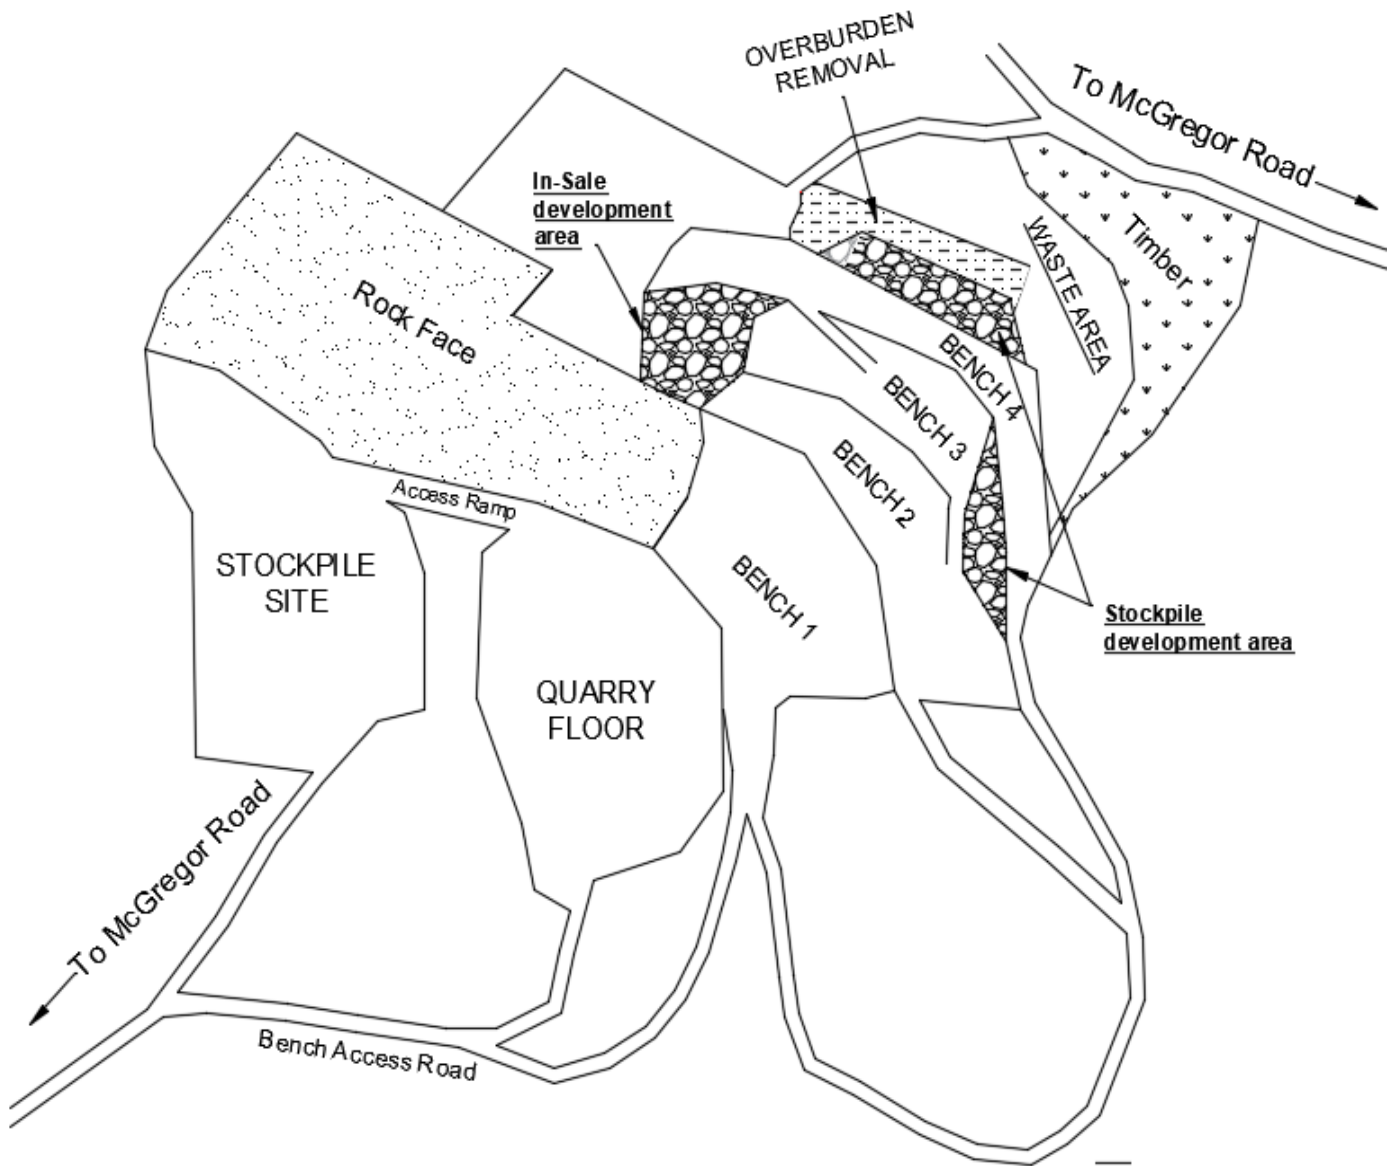 OVERBURDEN
REMOVAL
To McGregor Road
In-Sale
development
area
WASTE AREA
Timber
Rock Face
BENCH 4
BENCH 3
BENCH 2
BENCH 1
Access Ramp
STOCKPILE
SITE
QUARRY
FLOOR
Stockpile
development area
To McGregor Road
Bench Access Road